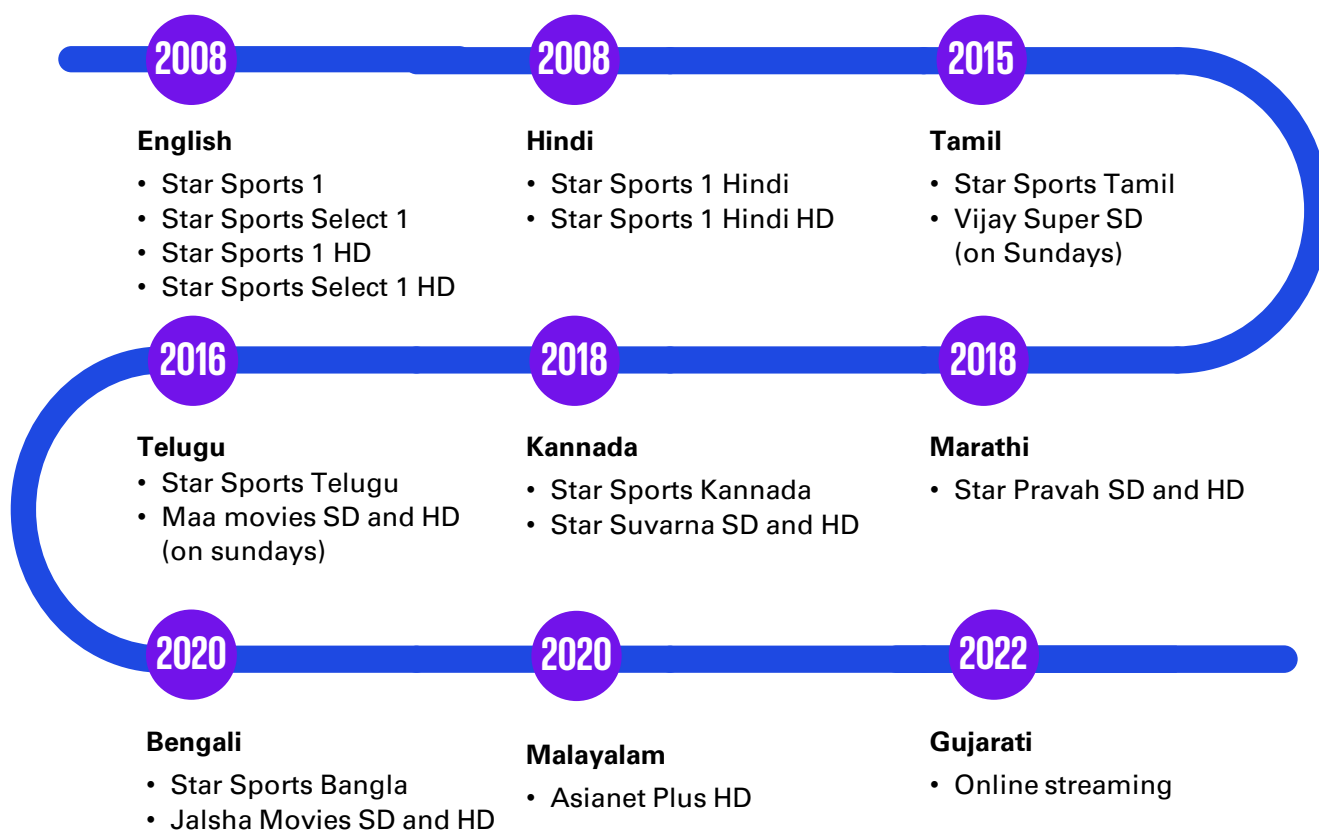 2008
English
• Star Sports 1
• Star Sports Select 1
• Star Sports 1 HD
• Star Sports Select 1 HD
2008
Hindi
• Star Sports 1 Hindi
• Star Sports 1 Hindi HD
2015
Tamil
• Star Sports Tamil
• Vijay Super SD
(on Sundays)
2016
Telugu
• Star Sports Telugu
• Maa movies SD and HD
(on sundays)
2018
Kannada
• Star Sports Kannada
• Star Suvarna SD and HD
2018
Marathi
• Star Pravah SD and HD
2020
Bengali
• Star Sports Bangla
• Jalsha Movies SD and HD
2020
Malayalam
• Asianet Plus HD
2022
Gujarati
• Online streaming